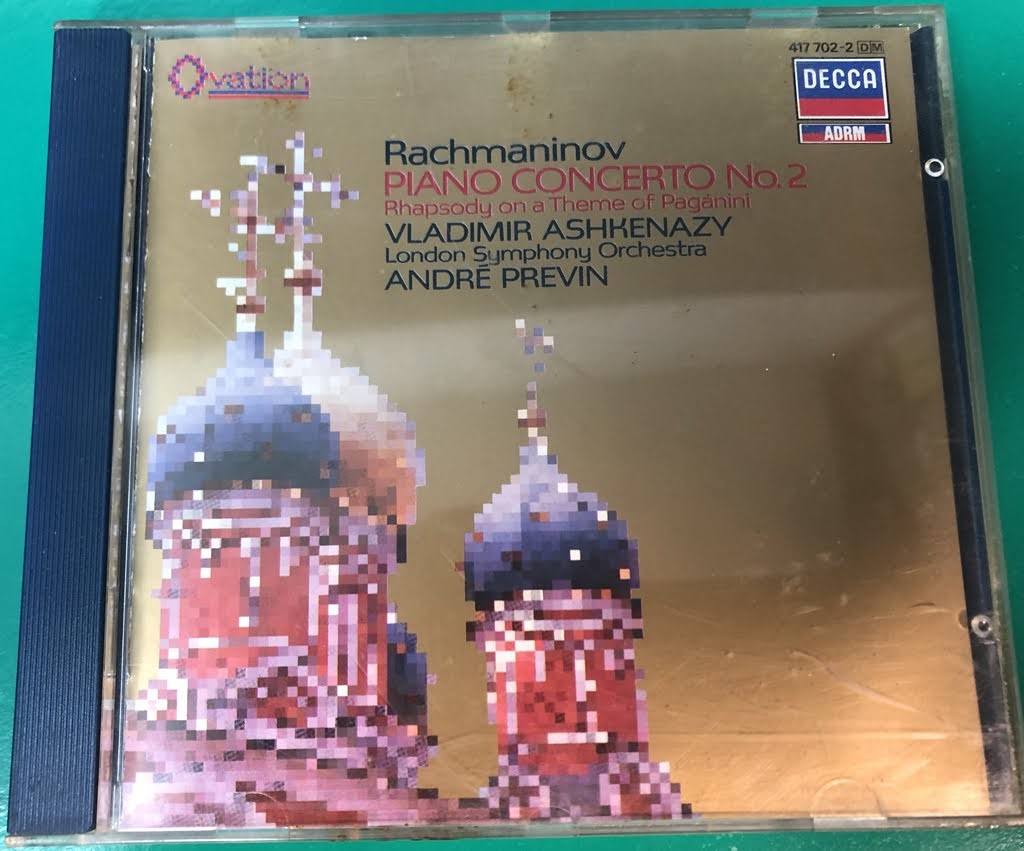 Ovation
417 702-2 DM
DECCA
ADRM
Rachmaninov
PIANO CONCERTO No. 2
Rhapsody on a Theme of Paganini
VLADIMIR ASHKENAZY
London Symphony Orchestra
ANDRÉ PREVIN